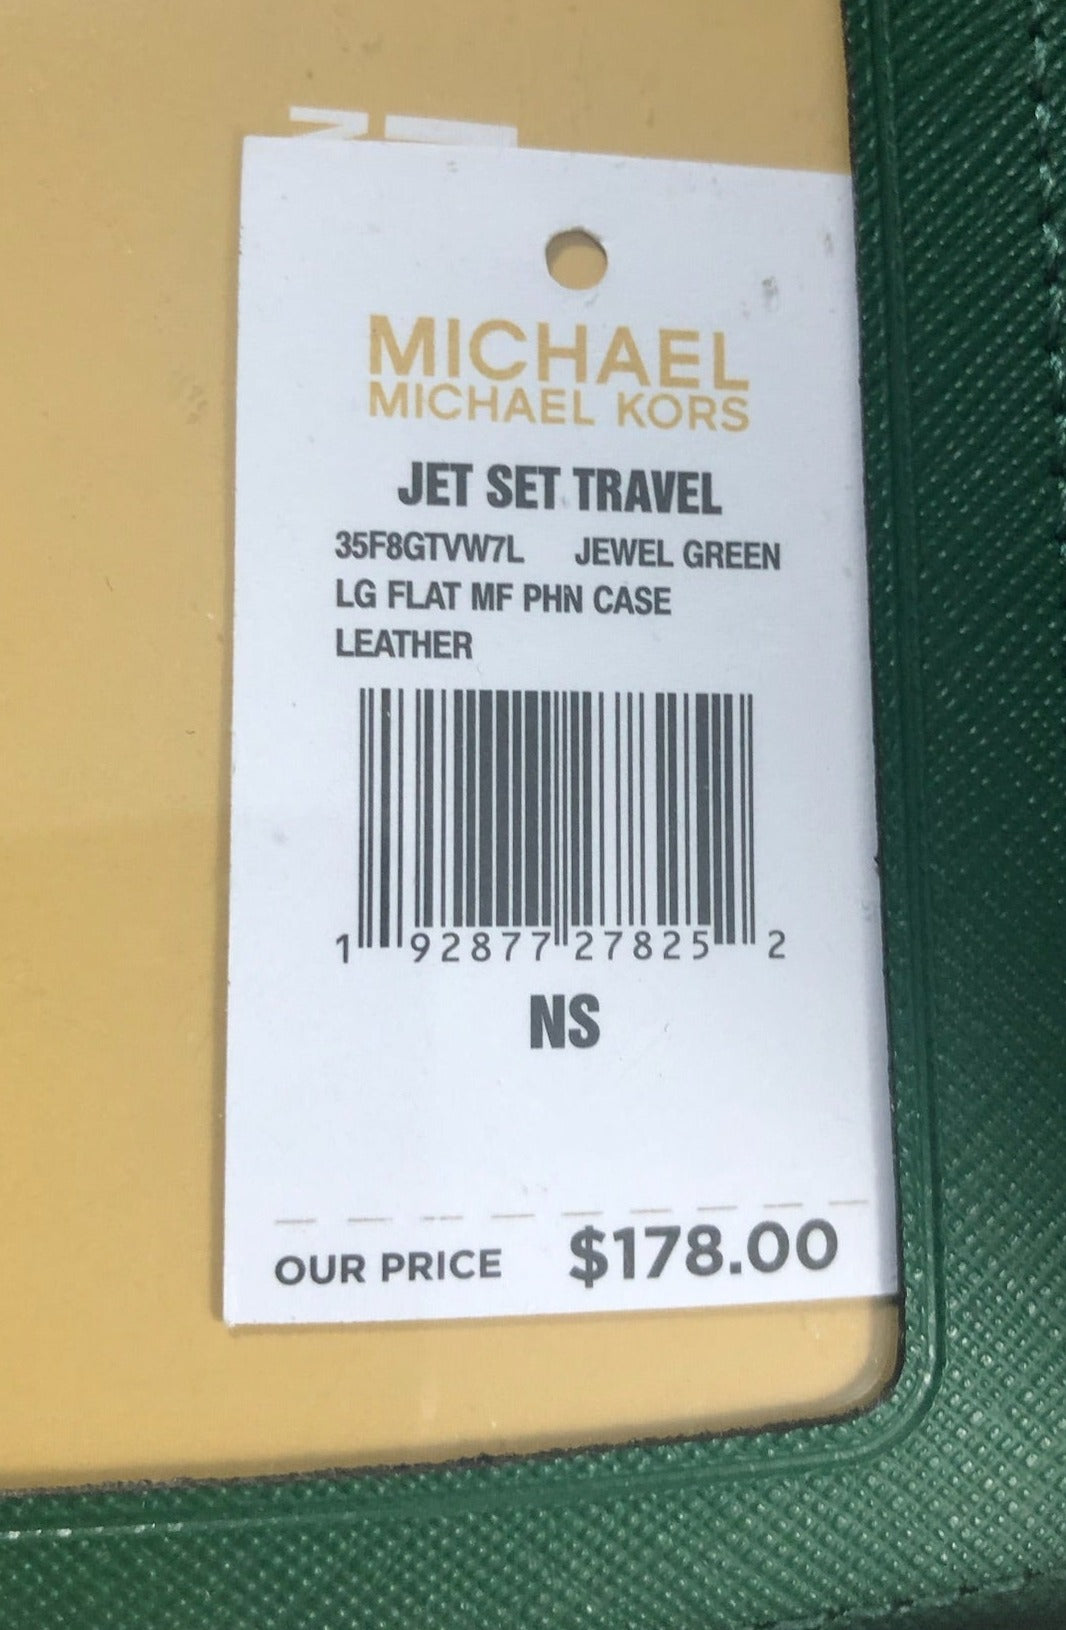 MICHAEL
MICHAEL KORS
JET SET TRAVEL
35F8GTVW7L JEWEL GREEN
LG FLAT MF PHN CASE
LEATHER
1 92877 27825 2
NS
OUR PRICE $178.00